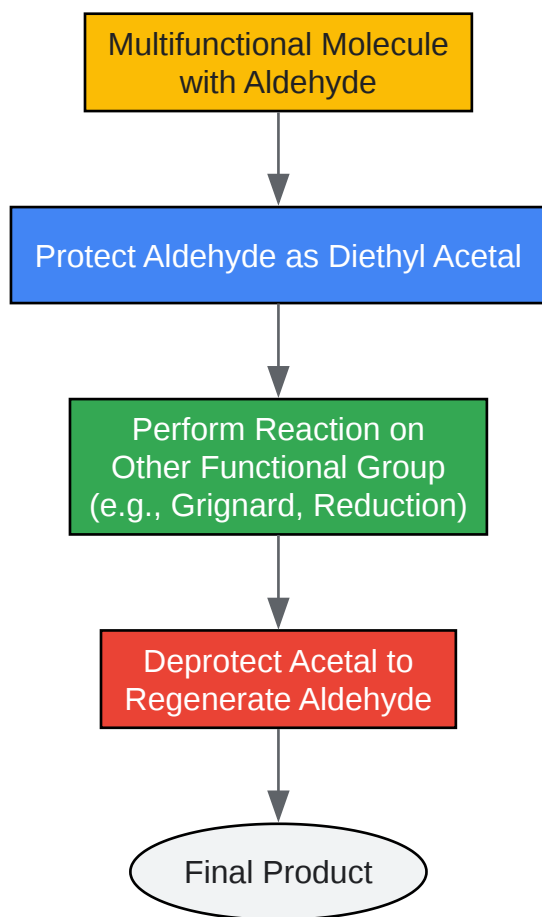 Multifunctional Molecule
with Aldehyde
Protect Aldehyde as Diethyl Acetal
Perform Reaction on
Other Functional Group
(e.g., Grignard, Reduction)
Deprotect Acetal to
Regenerate Aldehyde
Final Product